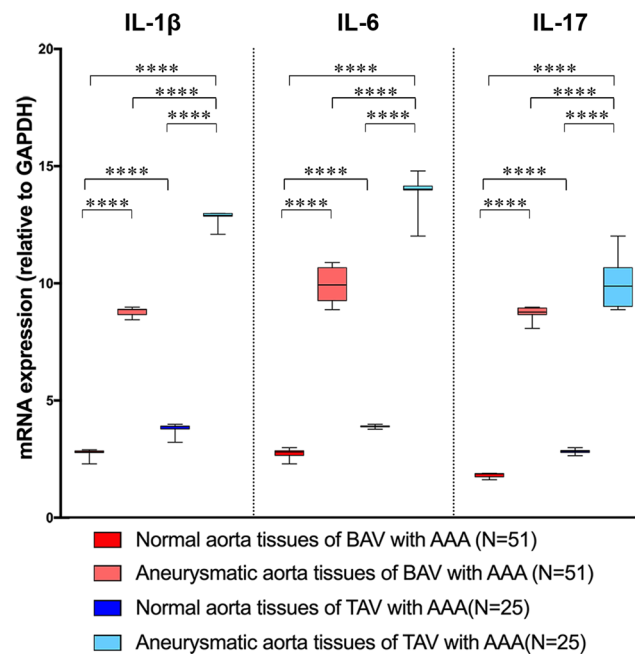 IL-1β IL-6 IL-17
mRNA expression (relative to GAPDH)
20
15
10
5
0
**** **** ****
**** **** ****
**** **** ****
**** **** ****
**** **** ****
Normal aorta tissues of BAV with AAA (N=51)
Aneurysmatic aorta tissues of BAV with AAA (N=51)
Normal aorta tissues of TAV with AAA(N=25)
Aneurysmatic aorta tissues of TAV with AAA(N=25)